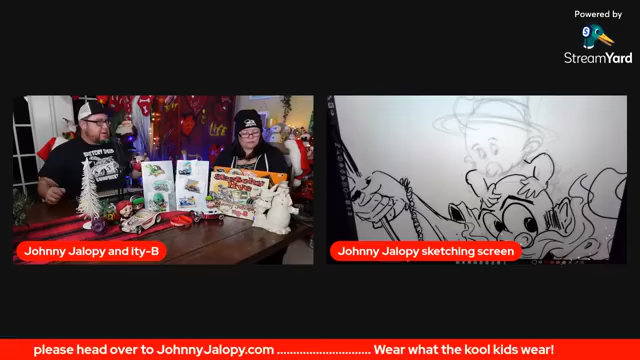 Powered by
StreamYard
Johnny Jalopy and Ity-B
Johnny Jalopy sketching screen
please head over to JohnnyJalopy.com ............................. Wear what the kool kids wear!